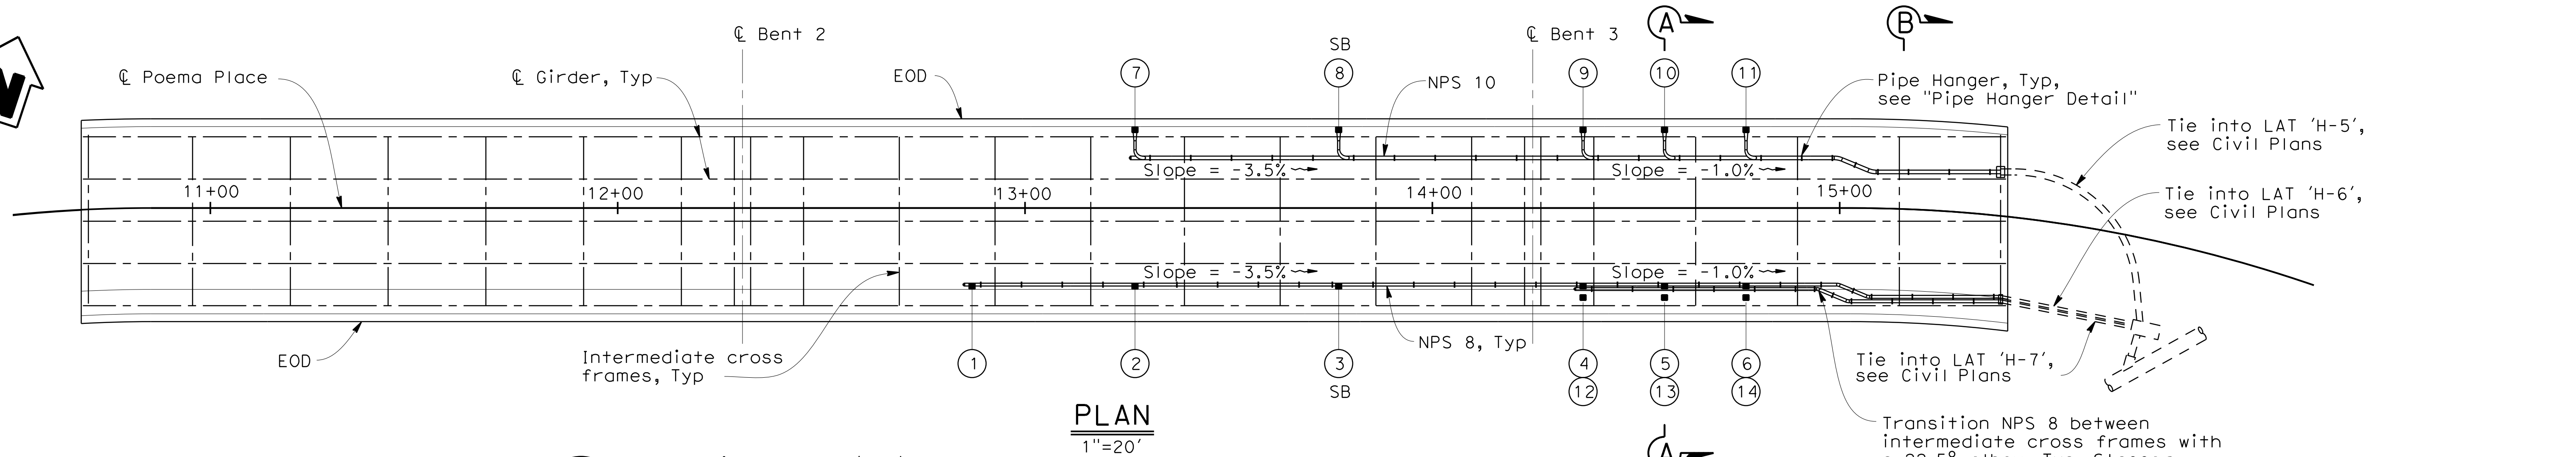 ℄ Bent 2
SB
℄ Bent 3
A
B
N
℄ Poema Place
℄ Girder, Typ
EOD
7
8
NPS 10
9
10
11
Pipe Hanger, Typ,
see "Pipe Hanger Detail"
Tie into LAT 'H-5',
see Civil Plans
Slope = -3.5%
Slope = -1.0%
11+00
12+00
13+00
14+00
15+00
Tie into LAT 'H-6',
see Civil Plans
Slope = -3.5%
Slope = -1.0%
EOD
Intermediate cross
frames, Typ
1
2
3
SB
NPS 8, Typ
4
5
6
12
13
14
Tie into LAT 'H-7',
see Civil Plans
PLAN
1"=20'
A
Transition NPS 8 between
intermediate cross frames with